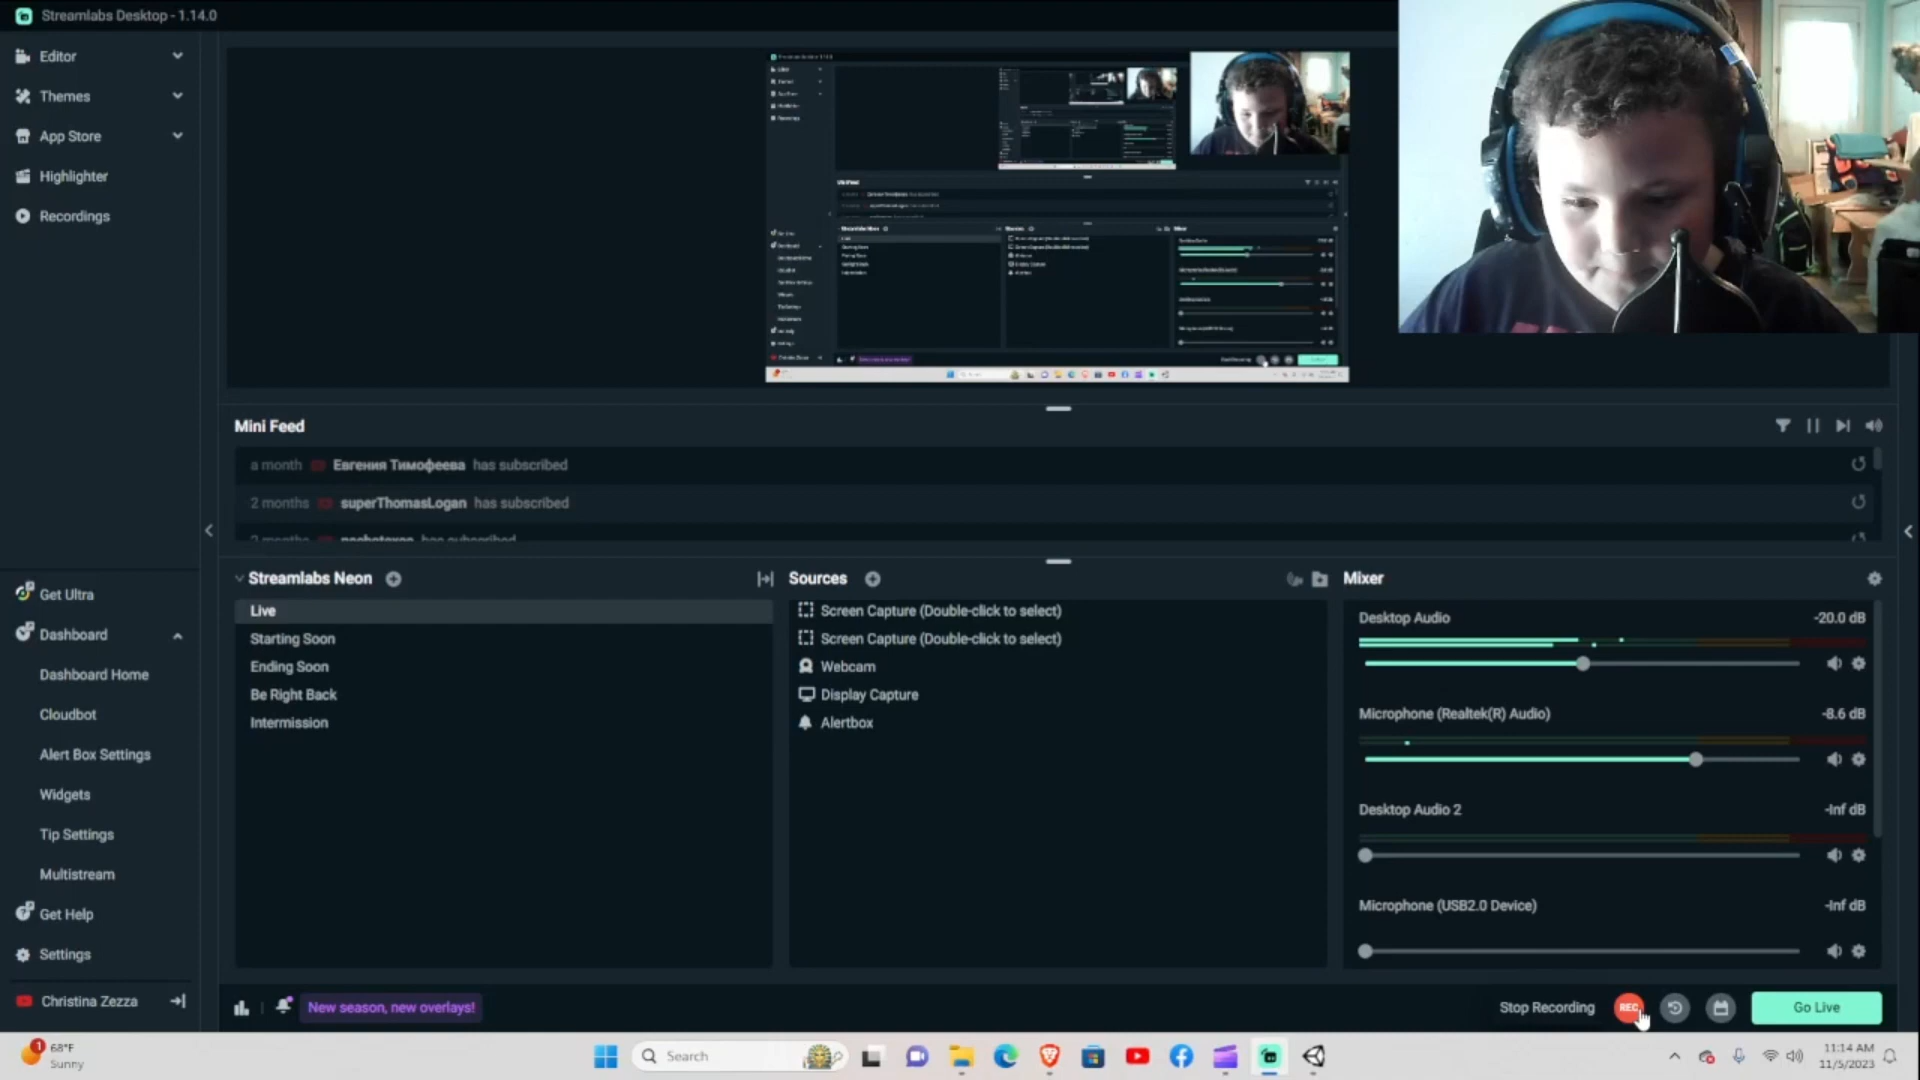 Streamlabs Desktop - 1.14.0
Editor
Themes
App Store
Highlighter
Recordings
Mini Feed
a month Евгения Тимофеева has subscribed
2 months superThomasLogan has subscribed
has subscribed
Get Ultra
Dashboard
Dashboard Home
Cloudbot
Alert Box Settings
Widgets
Tip Settings
Multistream
Get Help
Settings
Christina Zezza
Streamlabs Neon
Live
Starting Soon
Ending Soon
Be Right Back
Intermission
Sources
Screen Capture (Double-click to select)
Screen Capture (Double-click to select)
Webcam
Display Capture
Alertbox
Mixer
Desktop Audio -20.0 dB
Microphone (Realtek(R) Audio) -8.6 dB
Desktop Audio 2 -Inf dB
Microphone (USB2.0 Device) -Inf dB
New season, new overlays!
Stop Recording REC Go Live
1 68°F
Sunny
Search
11:14 AM
11/5/2023